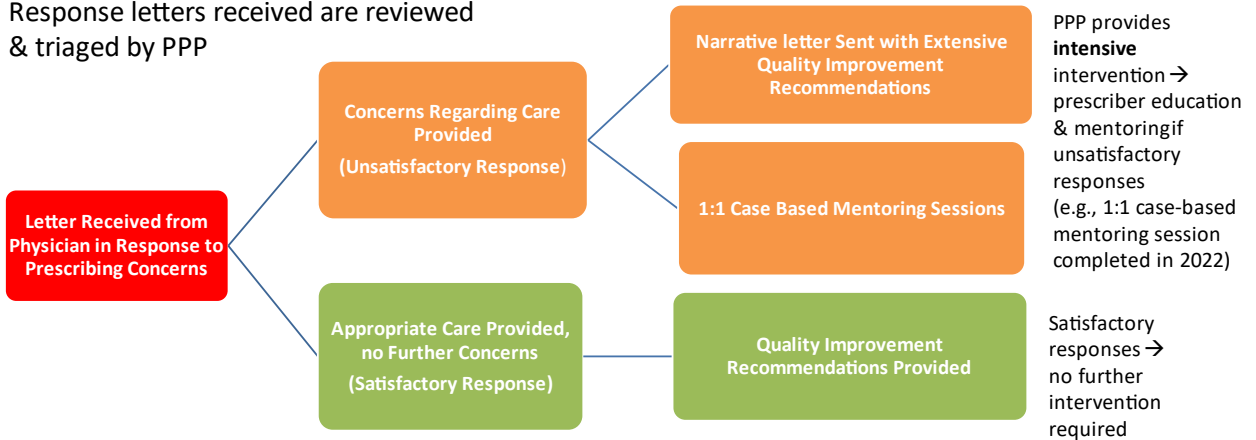 Response letters received are reviewed
& triaged by PPP
Letter Received from
Physician in Response to
Prescribing Concerns
Concerns Regarding Care
Provided
(Unsatisfactory Response)
Appropriate Care Provided,
no Further Concerns
(Satisfactory Response)
Narrative letter Sent with Extensive
Quality Improvement
Recommendations
1:1 Case Based Mentoring Sessions
Quality Improvement
Recommendations Provided
PPP provides
intensive
intervention →
prescriber education
& mentoringif
unsatisfactory
responses
(e.g., 1:1 case-based
mentoring session
completed in 2022)
Satisfactory
responses →
no further
intervention
required